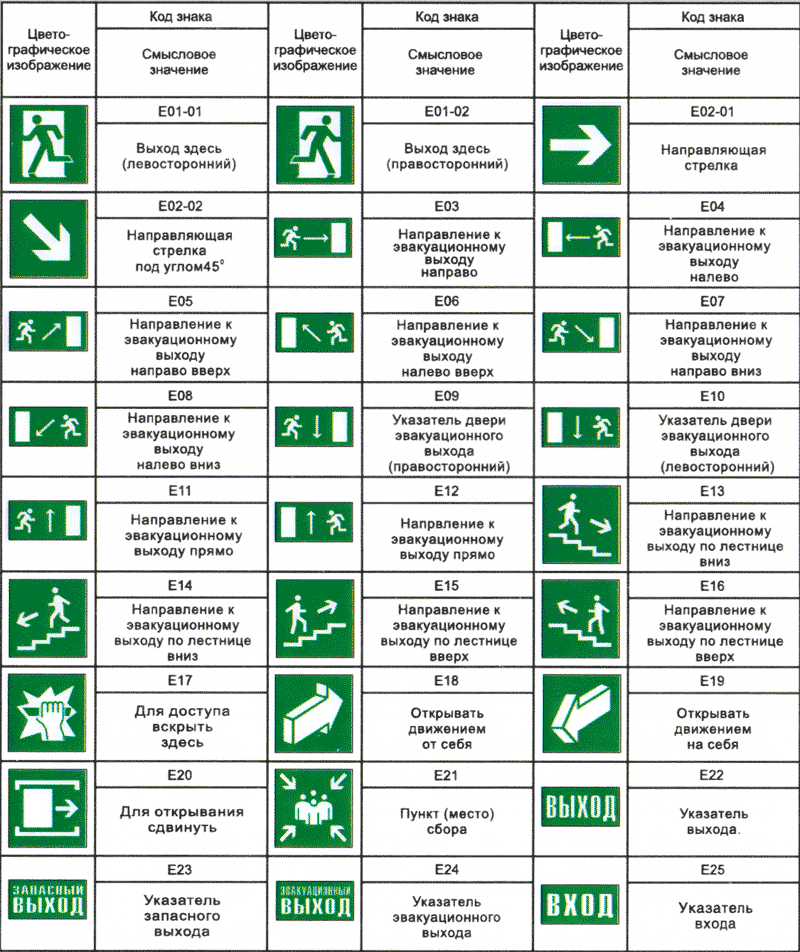 Цвето-
графическое
изображение
Код знака
Смысловое
значение
Цвето-
графическое
изображение
Код знака
Смысловое
значение
Цвето-
графическое
изображение
Код знака
Смысловое
значение
E01-01
Выход здесь
(левосторонний)
E01-02
Выход здесь
(правосторонний)
E02-01
Направляющая
стрелка
E02-02
Направляющая
стрелка
под углом45°
E03
Направление к
эвакуационному
выходу
направо
E04
Направление к
эвакуационному
выходу
налево
E05
Направление к
эвакуационному
выходу
направо вверх
E06
Направление к
эвакуационному
выходу
налево вверх
E07
Направление к
эвакуационному
выходу
направо вниз
E08
Направление к
эвакуационному
выходу
налево вниз
E09
Указатель двери
эвакуационного
выхода
(правосторонний)
E10
Указатель двери
эвакуационного
выхода
(левосторонний)
E11
Направление к
эвакуационному
выходу прямо
E12
Направление к
эвакуационному
выходу прямо
E13
Направление к
эвакуационному
выходу по лестнице
вниз
E14
Направление к
эвакуационному
выходу по лестнице
вниз
E15
Направление к
эвакуационному
выходу по лестнице
вверх
E16
Направление к
эвакуационному
выходу по лестнице
вверх
E17
Для доступа
вскрыть
здесь
E18
Открывать
движением
от себя
E19
Открывать
движением
на себя
E20
Для открывания
сдвинуть
E21
Пункт (место)
сбора
ВЫХОД
E22
Указатель
выхода.
ЗАПАСНЫЙ
ВЫХОД
E23
Указатель
запасного
выхода
ЭВАКУАЦИОННЫЙ
ВЫХОД
E24
Указатель
эвакуационного
выхода
ВХОД
E25
Указатель
входа